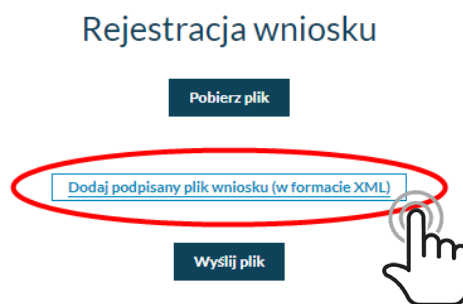 Rejestracja wniosku
Pobierz plik
Dodaj podpisany plik wniosku (w formacie XML)
Wyślij plik